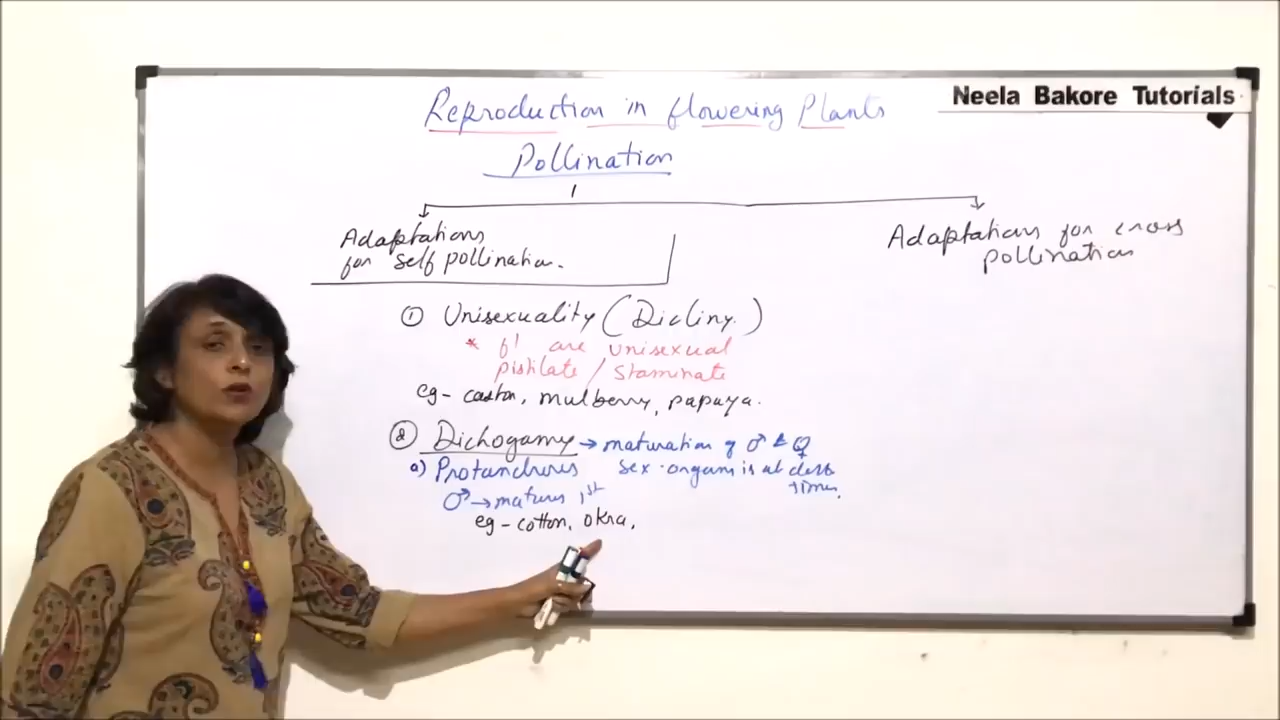 Neela Bakore Tutorials
Reproduction in flowering Plants
Pollination
Adaptations
for self pollination.
Adaptations for cross
pollination
① Unisexuality (Dicliny.)
* fl are unisexual
pistilate / Staminate
eg - castor, mulberry, papaya.
② Dichogamy → maturation of ♂ & ♀
sex organs is at
times.
a) Protandrous
♂ → matures 1st
eg - cotton, okra,